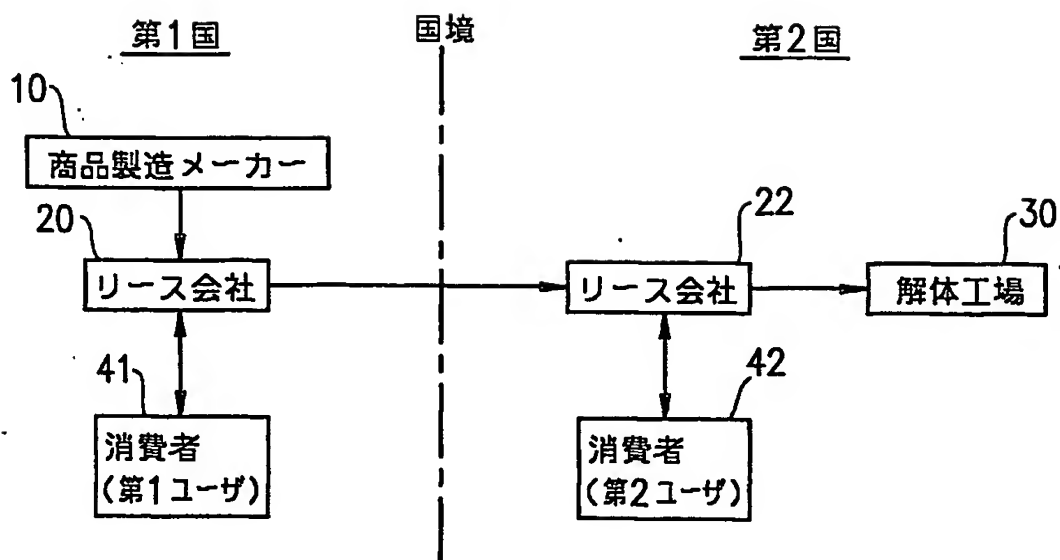 第1国
国境
第2国
10
商品製造メーカー
20
リース会社
22
リース会社
30
解体工場
41
消費者
(第1ユーザ)
42
消費者
(第2ユーザ)